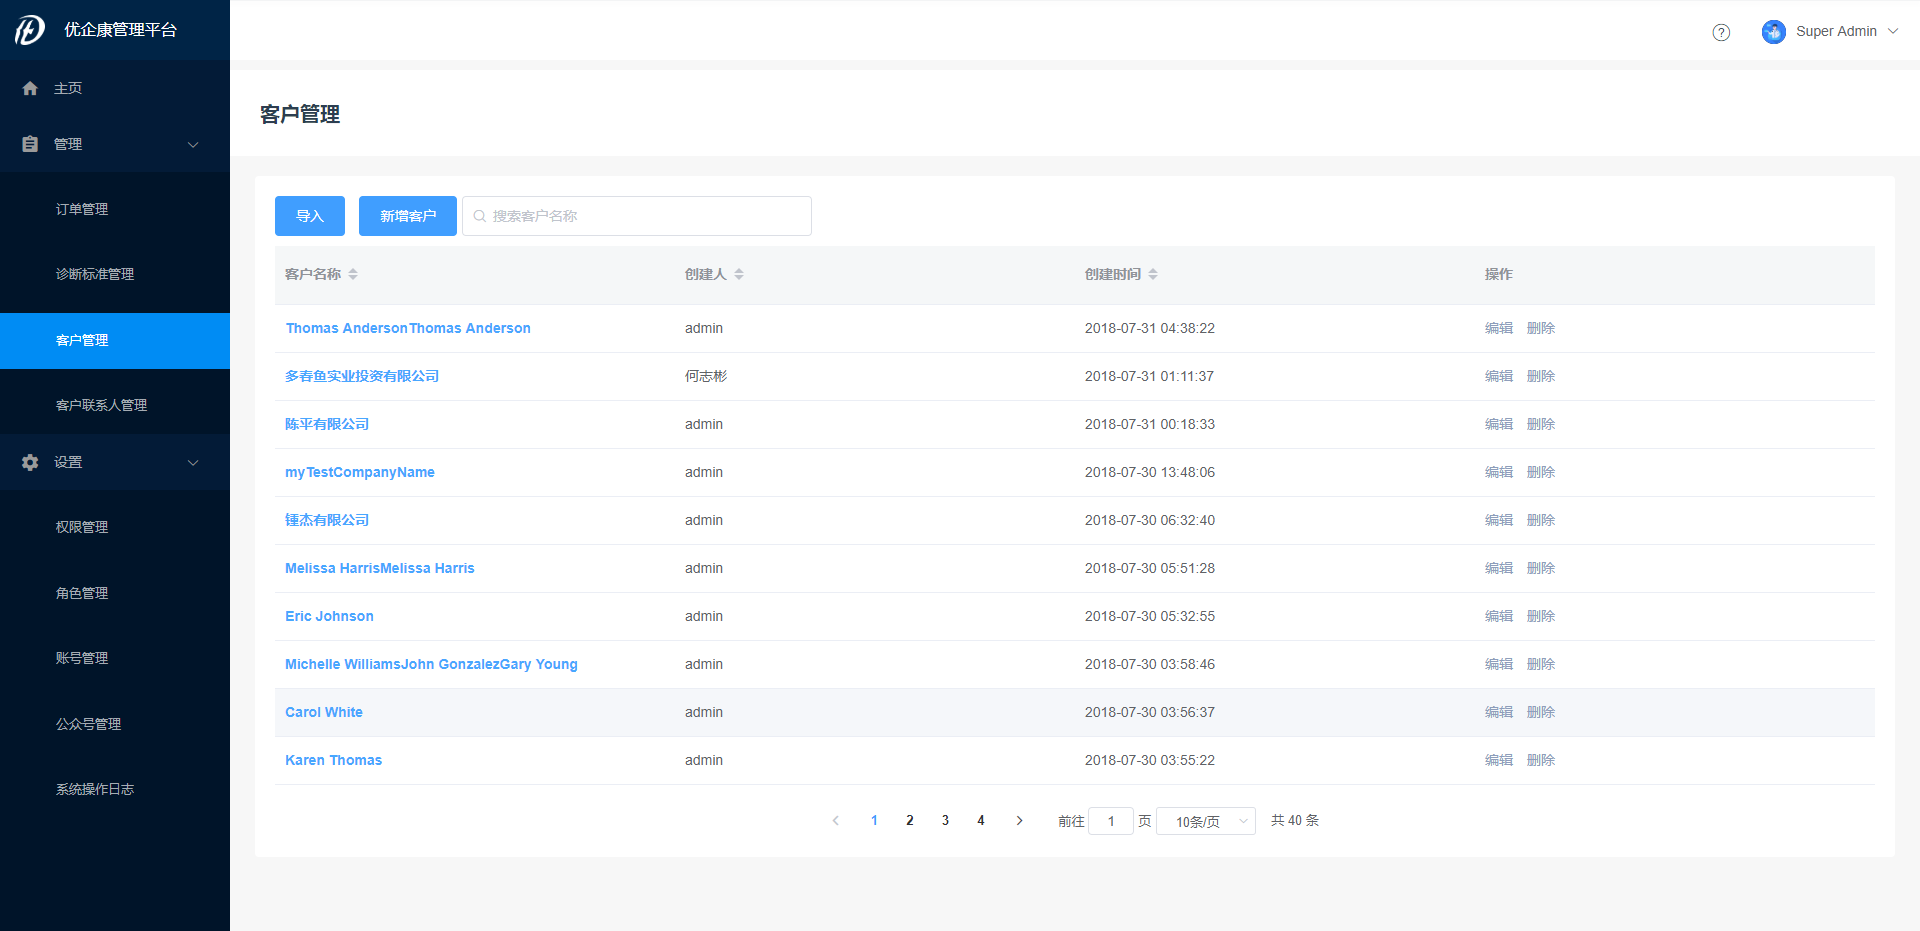 优企康管理平台
Super Admin
主页
管理
订单管理
诊断标准管理
客户管理
客户联系人管理
设置
权限管理
角色管理
账号管理
公众号管理
系统操作日志
客户管理
导入 新增客户 搜索客户名称
客户名称 创建人 创建时间 操作
Thomas AndersonThomas Anderson admin 2018-07-31 04:38:22 编辑 删除
多春鱼实业投资有限公司 何志彬 2018-07-31 01:11:37 编辑 删除
陈平有限公司 admin 2018-07-31 00:18:33 编辑 删除
myTestCompanyName admin 2018-07-30 13:48:06 编辑 删除
锺杰有限公司 admin 2018-07-30 06:32:40 编辑 删除
Melissa HarrisMelissa Harris admin 2018-07-30 05:51:28 编辑 删除
Eric Johnson admin 2018-07-30 05:32:55 编辑 删除
Michelle WilliamsJohn GonzalezGary Young admin 2018-07-30 03:58:46 编辑 删除
Carol White admin 2018-07-30 03:56:37 编辑 删除
Karen Thomas admin 2018-07-30 03:55:22 编辑 删除
1 2 3 4 前往 1 页 10条/页 共 40 条